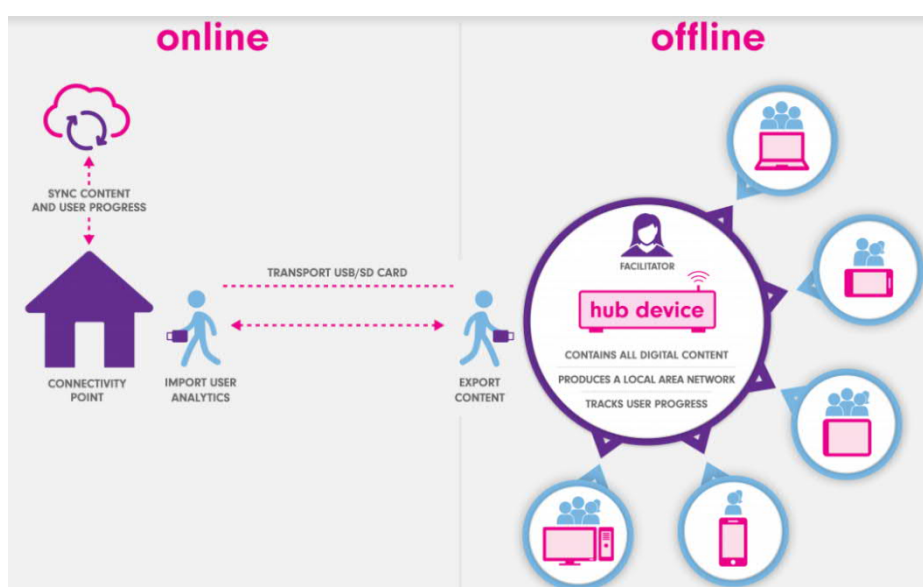 online
offline
SYNC CONTENT
AND USER PROGRESS
TRANSPORT USB/SD CARD
CONNECTIVITY
POINT
IMPORT USER
ANALYTICS
EXPORT
CONTENT
FACILITATOR
hub device
CONTAINS ALL DIGITAL CONTENT
PRODUCES A LOCAL AREA NETWORK
TRACKS USER PROGRESS